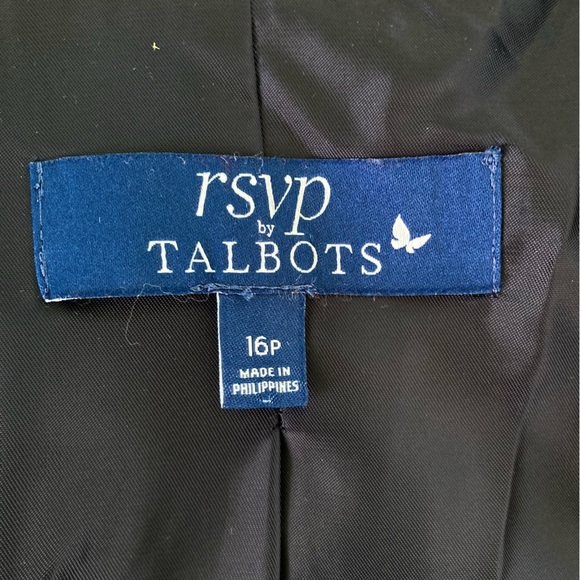 rsvp
by
TALBOTS
16P
MADE IN
PHILIPPINES